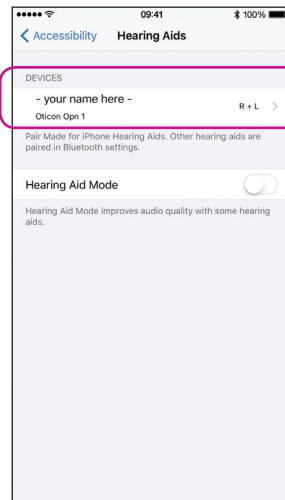 09:41 100%
Accessibility Hearing Aids
DEVICES
- your name here - R + L
Oticon Opn 1
Pair Made for iPhone Hearing Aids. Other hearing aids are
paired in Bluetooth settings.
Hearing Aid Mode
Hearing Aid Mode improves audio quality with some hearing
aids.